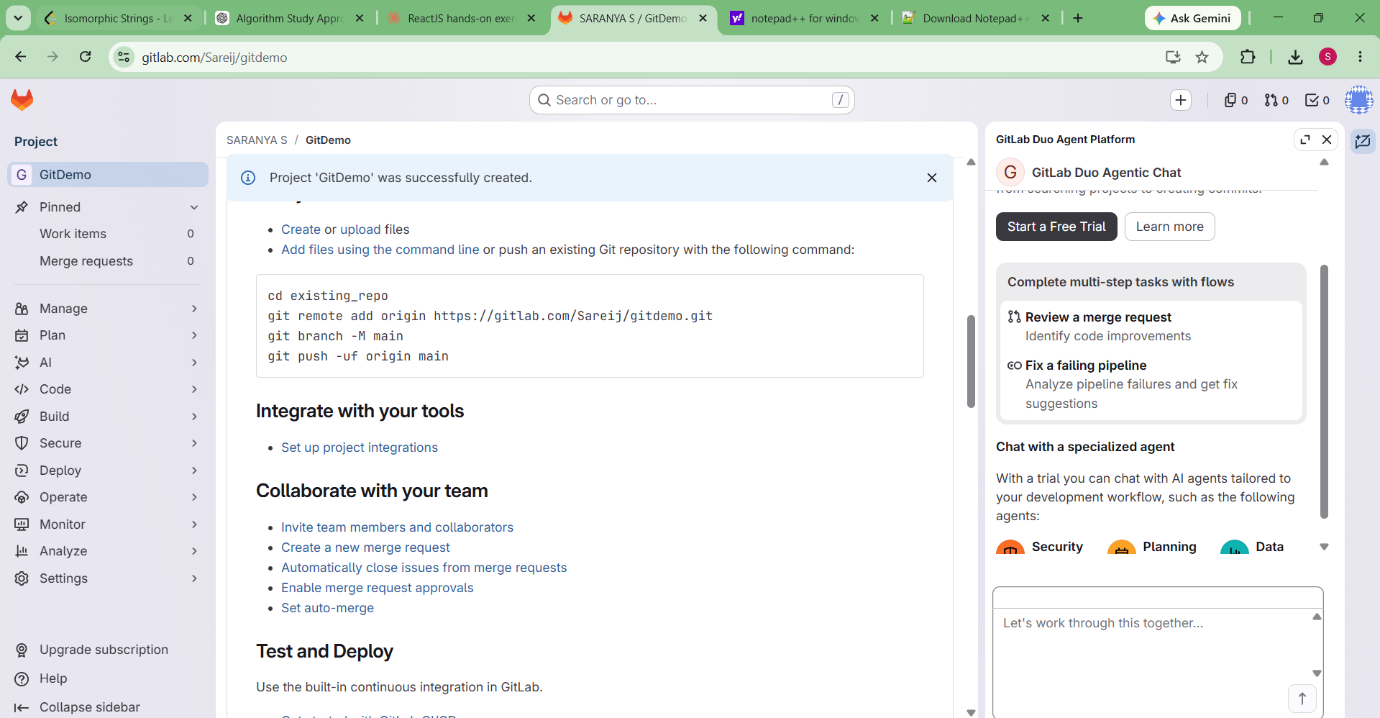 Isomorphic Strings - Le
Algorithm Study Appro
ReactJS hands-on exer
SARANYA S / GitDemo
notepad++ for window
Download Notepad++
Ask Gemini
gitlab.com/Sareij/gitdemo
S
Search or go to...
/
0
0
0
Project
G GitDemo
Pinned
Work items 0
Merge requests 0
Manage
Plan
AI
Code
Build
Secure
Deploy
Operate
Monitor
Analyze
Settings
Upgrade subscription
Help
Collapse sidebar
SARANYA S / GitDemo
Project 'GitDemo' was successfully created.
Create or upload files
Add files using the command line or push an existing Git repository with the following command:
cd existing_repo
git remote add origin https://gitlab.com/Sareij/gitdemo.git
git branch -M main
git push -uf origin main
Integrate with your tools
Set up project integrations
Collaborate with your team
Invite team members and collaborators
Create a new merge request
Automatically close issues from merge requests
Enable merge request approvals
Set auto-merge
Test and Deploy
Use the built-in continuous integration in GitLab.
GitLab Duo Agent Platform
G GitLab Duo Agentic Chat
from searching projects to creating commits.
Start a Free Trial
Learn more
Complete multi-step tasks with flows
Review a merge request
Identify code improvements
Fix a failing pipeline
Analyze pipeline failures and get fix
suggestions
Chat with a specialized agent
With a trial you can chat with AI agents tailored to
your development workflow, such as the following
agents:
Security Planning Data
Let's work through this together...